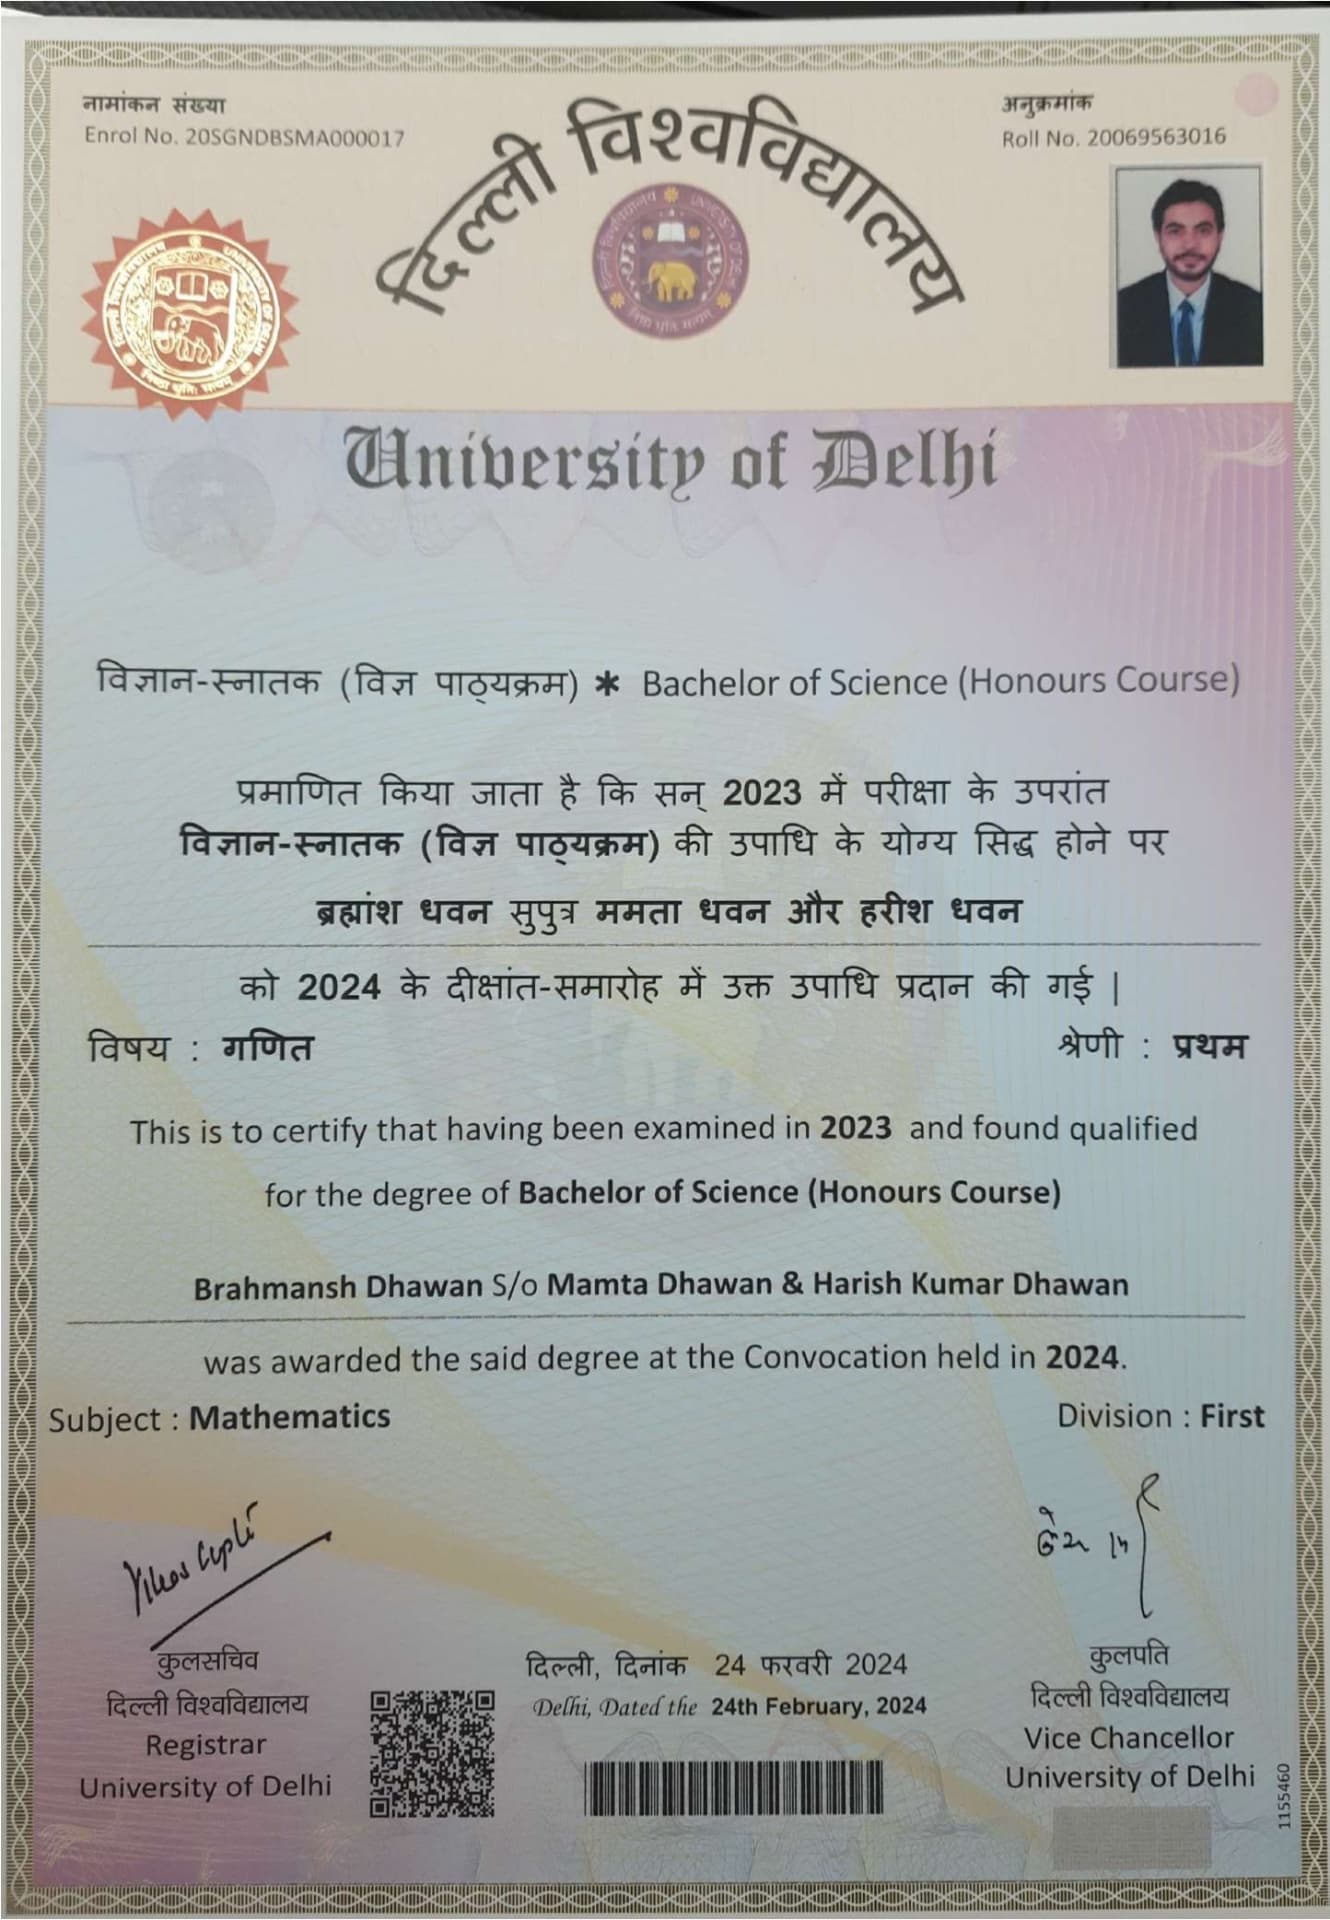 नामांकन संख्या
Enrol No. 20SGNDBSMA000017
अनुक्रमांक
Roll No. 20069563016
दिल्ली विश्वविद्यालय
University of Delhi
विज्ञान-स्नातक (विज्ञ पाठ्यक्रम) * Bachelor of Science (Honours Course)
प्रमाणित किया जाता है कि सन् 2023 में परीक्षा के उपरांत
विज्ञान-स्नातक (विज्ञ पाठ्यक्रम) की उपाधि के योग्य सिद्ध होने पर
ब्रह्मांश धवन सुपुत्र ममता धवन और हरीश धवन
को 2024 के दीक्षांत-समारोह में उक्त उपाधि प्रदान की गई |
विषय : गणित
श्रेणी : प्रथम
This is to certify that having been examined in 2023 and found qualified
for the degree of Bachelor of Science (Honours Course)
Brahmansh Dhawan S/o Mamta Dhawan & Harish Kumar Dhawan
was awarded the said degree at the Convocation held in 2024.
Subject : Mathematics
Division : First
कुलसचिव
दिल्ली विश्वविद्यालय
Registrar
University of Delhi
दिल्ली, दिनांक 24 फरवरी 2024
Delhi, Dated the 24th February, 2024
कुलपति
दिल्ली विश्वविद्यालय
Vice Chancellor
University of Delhi
1155460